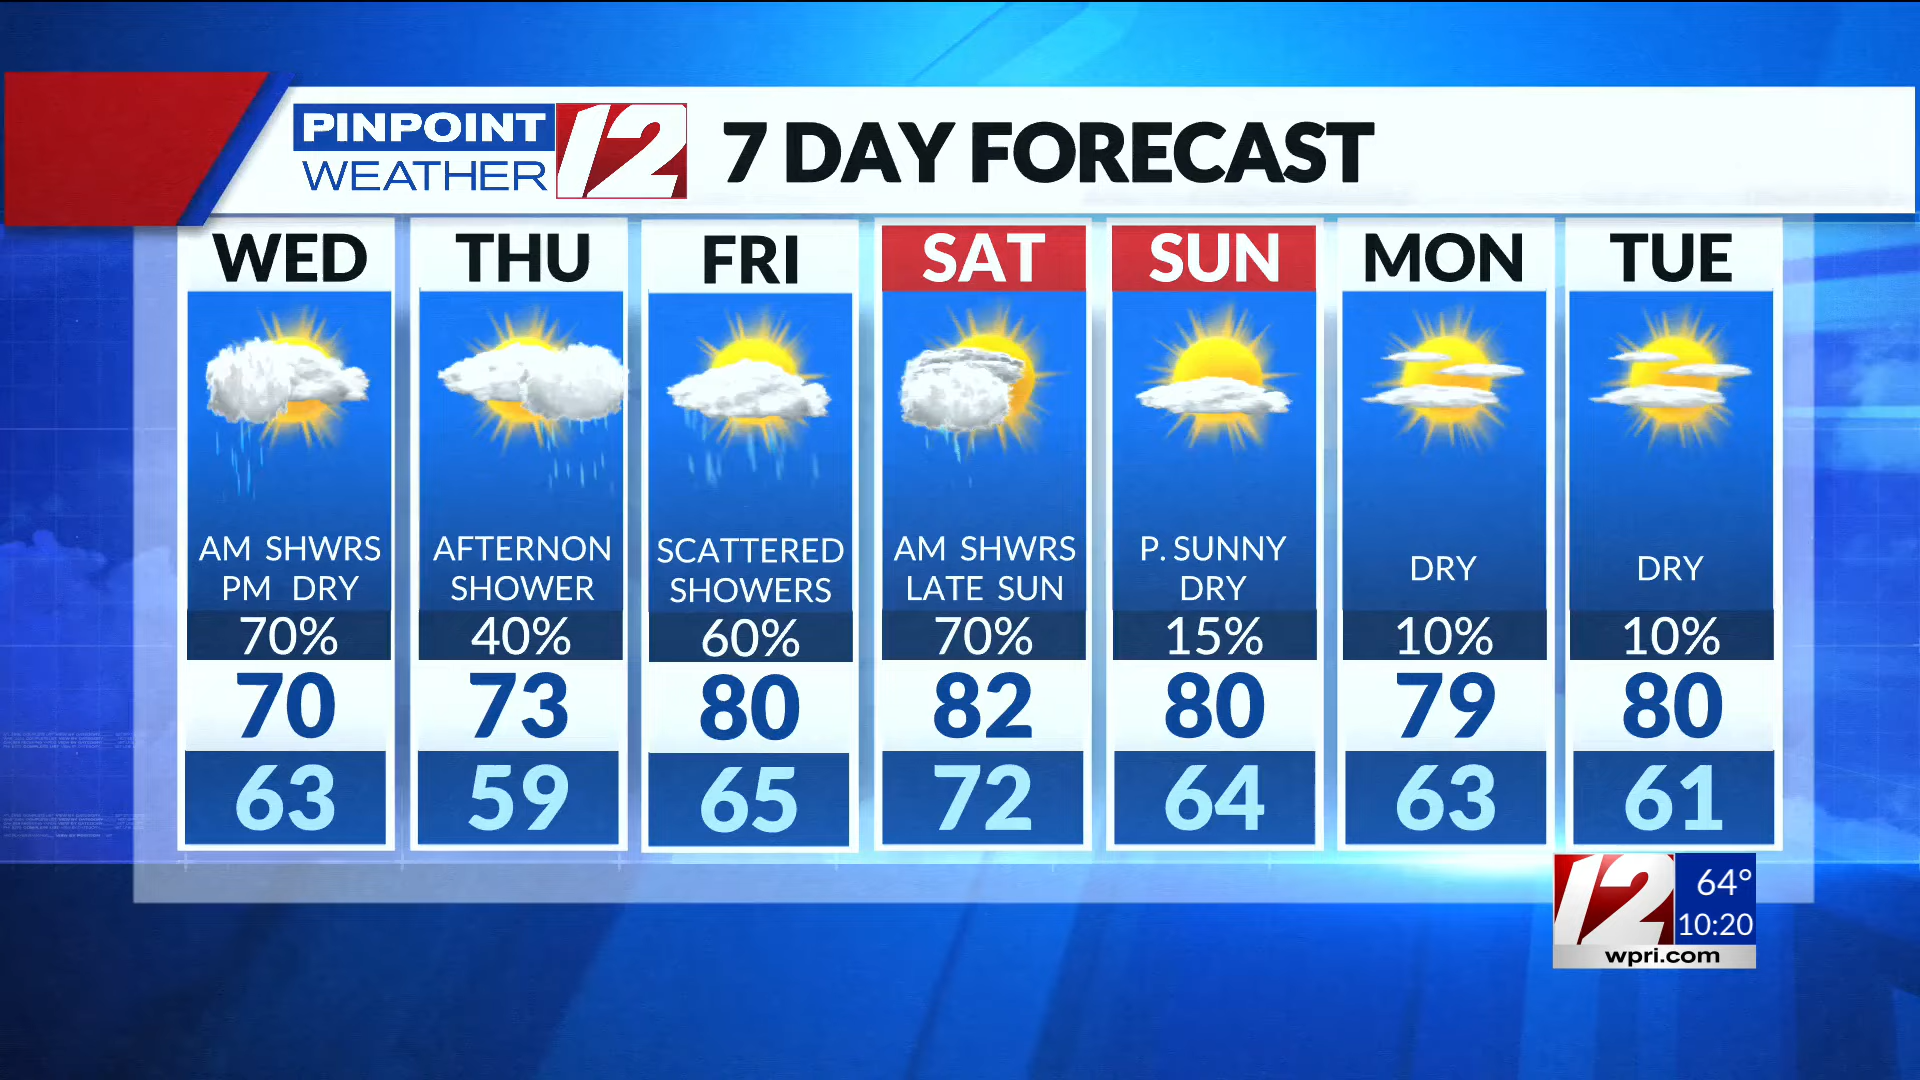 PINPOINT
WEATHER
12
7 DAY FORECAST
WED
AM SHWRS
PM DRY
70%
70
63
THU
AFTERNON
SHOWER
40%
73
59
FRI
SCATTERED
SHOWERS
60%
80
65
SAT
AM SHWRS
LATE SUN
70%
82
72
SUN
P. SUNNY
DRY
15%
80
64
MON
DRY
10%
79
63
TUE
DRY
10%
80
61
12
64°
10:20
wpri.com